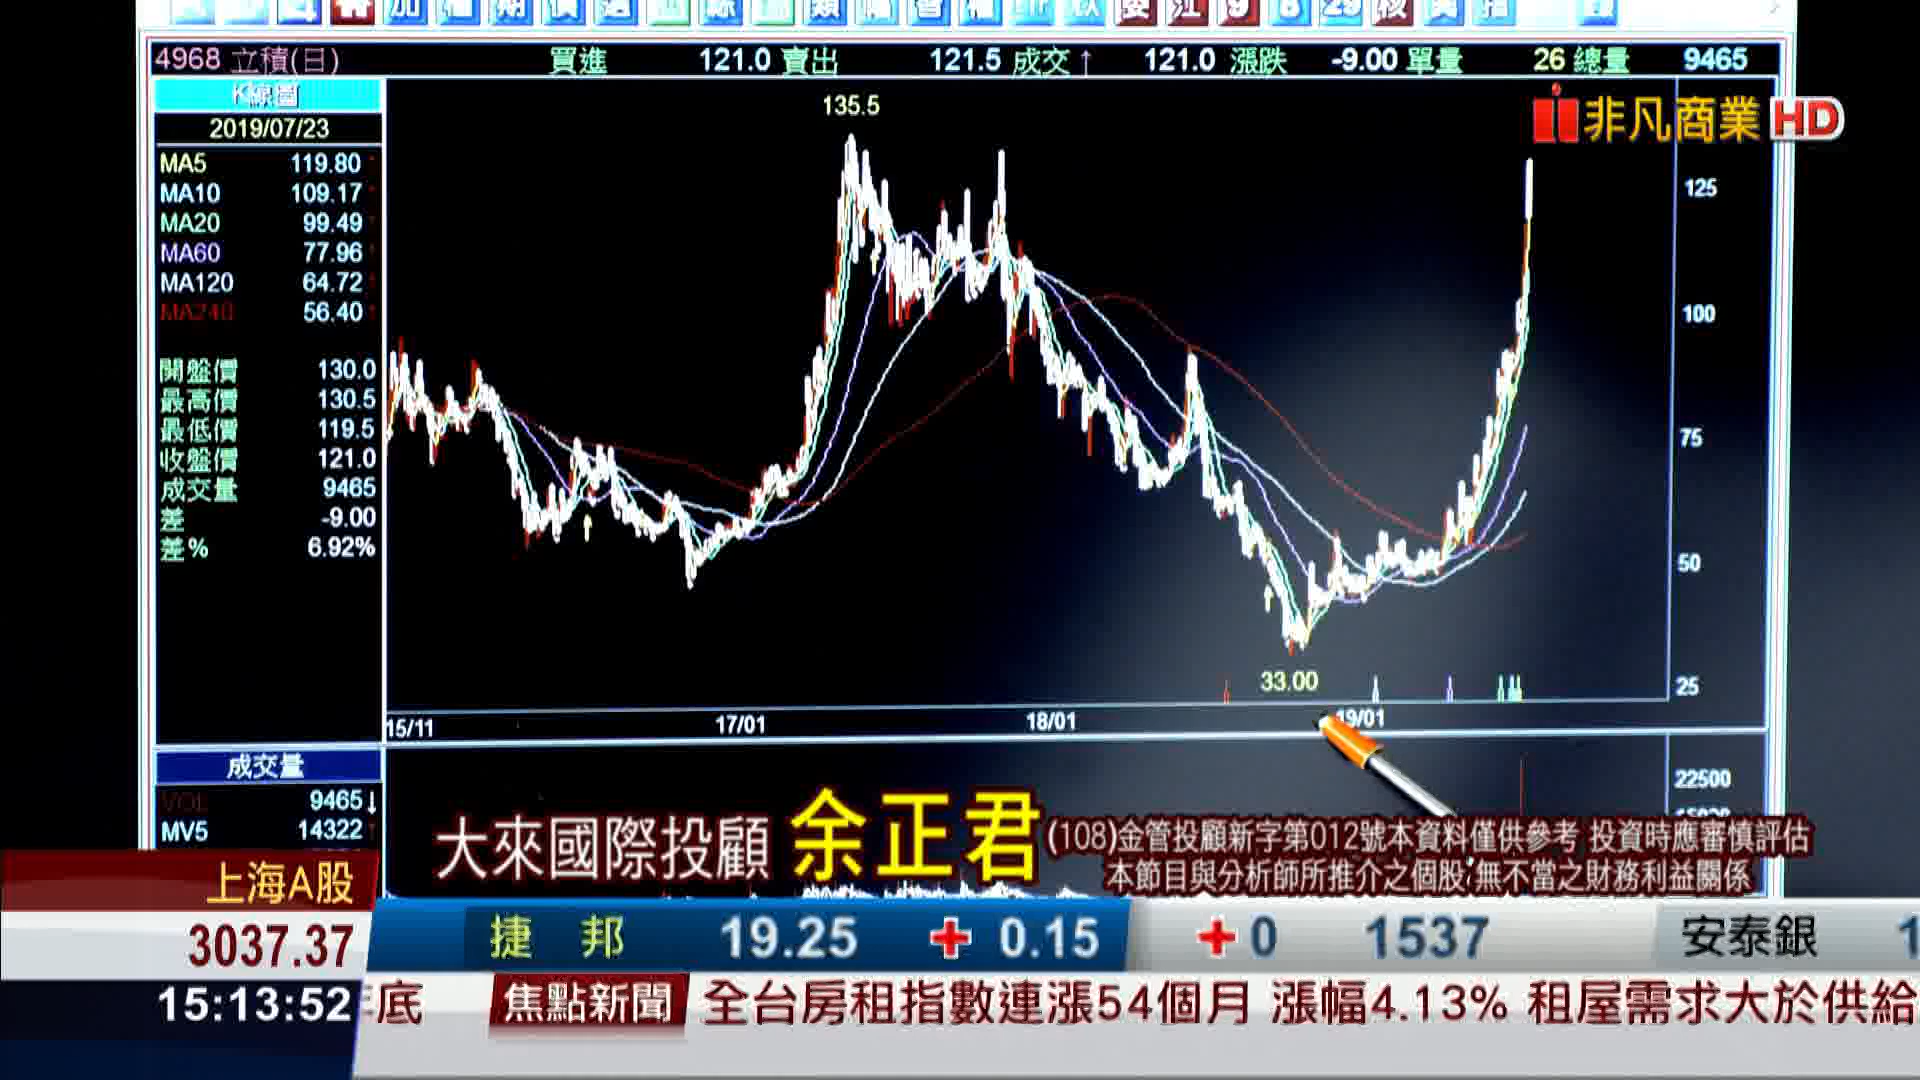 4968 立積(日) 買進 121.0 賣出 121.5 成交↑ 121.0 漲跌 -9.00 單量 26 總量 9465
K線圖
2019/07/23
MA5 119.80
MA10 109.17
MA20 99.49
MA60 77.96
MA120 64.72
MA240 56.40
開盤價 130.0
最高價 130.5
最低價 119.5
收盤價 121.0
成交量 9465
差 -9.00
差% 6.92%
135.5
33.00
125
100
75
50
25
15/11 17/01 18/01 19/01
非凡商業HD
成交量
VOL 9465↓
MV5 14322
22500
大來國際投顧 余正君
(108)金管投顧新字第012號本資料僅供參考 投資時應審慎評估
本節目與分析師所推介之個股,無不當之財務利益關係
上海A股
3037.37
捷邦 19.25 + 0.15 + 0 1537 安泰銀
15:13:52
底 焦點新聞 全台房租指數連漲54個月 漲幅4.13% 租屋需求大於供給